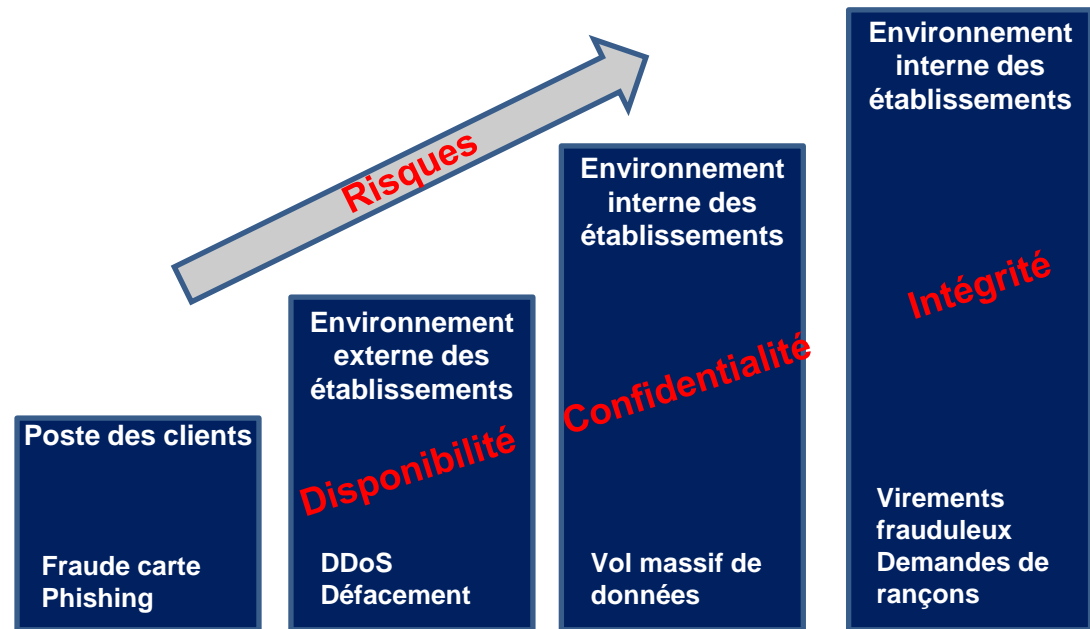 Risques
Poste des clients
Fraude carte
Phishing
Environnement
externe des
établissements
Disponibilité
DDoS
Défacement
Environnement
interne des
établissements
Confidentialité
Vol massif de
données
Environnement
interne des
établissements
Intégrité
Virements
frauduleux
Demandes de
rançons